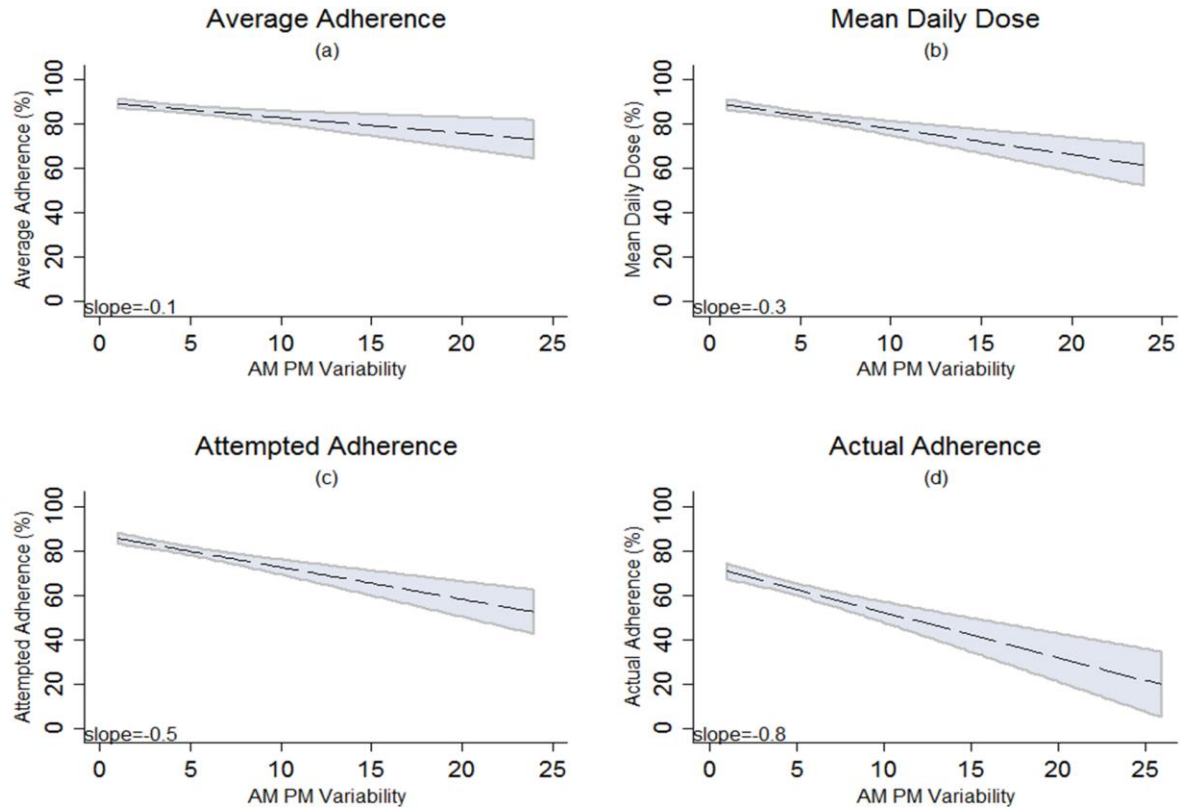 Average Adherence
(a)
Average Adherence (%)
100
80
60
40
20
0
slope=-0.1
0 5 10 15 20 25
AM PM Variability
Mean Daily Dose
(b)
Mean Daily Dose (%)
100
80
60
40
20
0
slope=-0.3
0 5 10 15 20 25
AM PM Variability
Attempted Adherence
(c)
Attempted Adherence (%)
100
80
60
40
20
0
slope=-0.5
0 5 10 15 20 25
AM PM Variability
Actual Adherence
(d)
Actual Adherence (%)
100
80
60
40
20
0
slope=-0.8
0 5 10 15 20 25
AM PM Variability